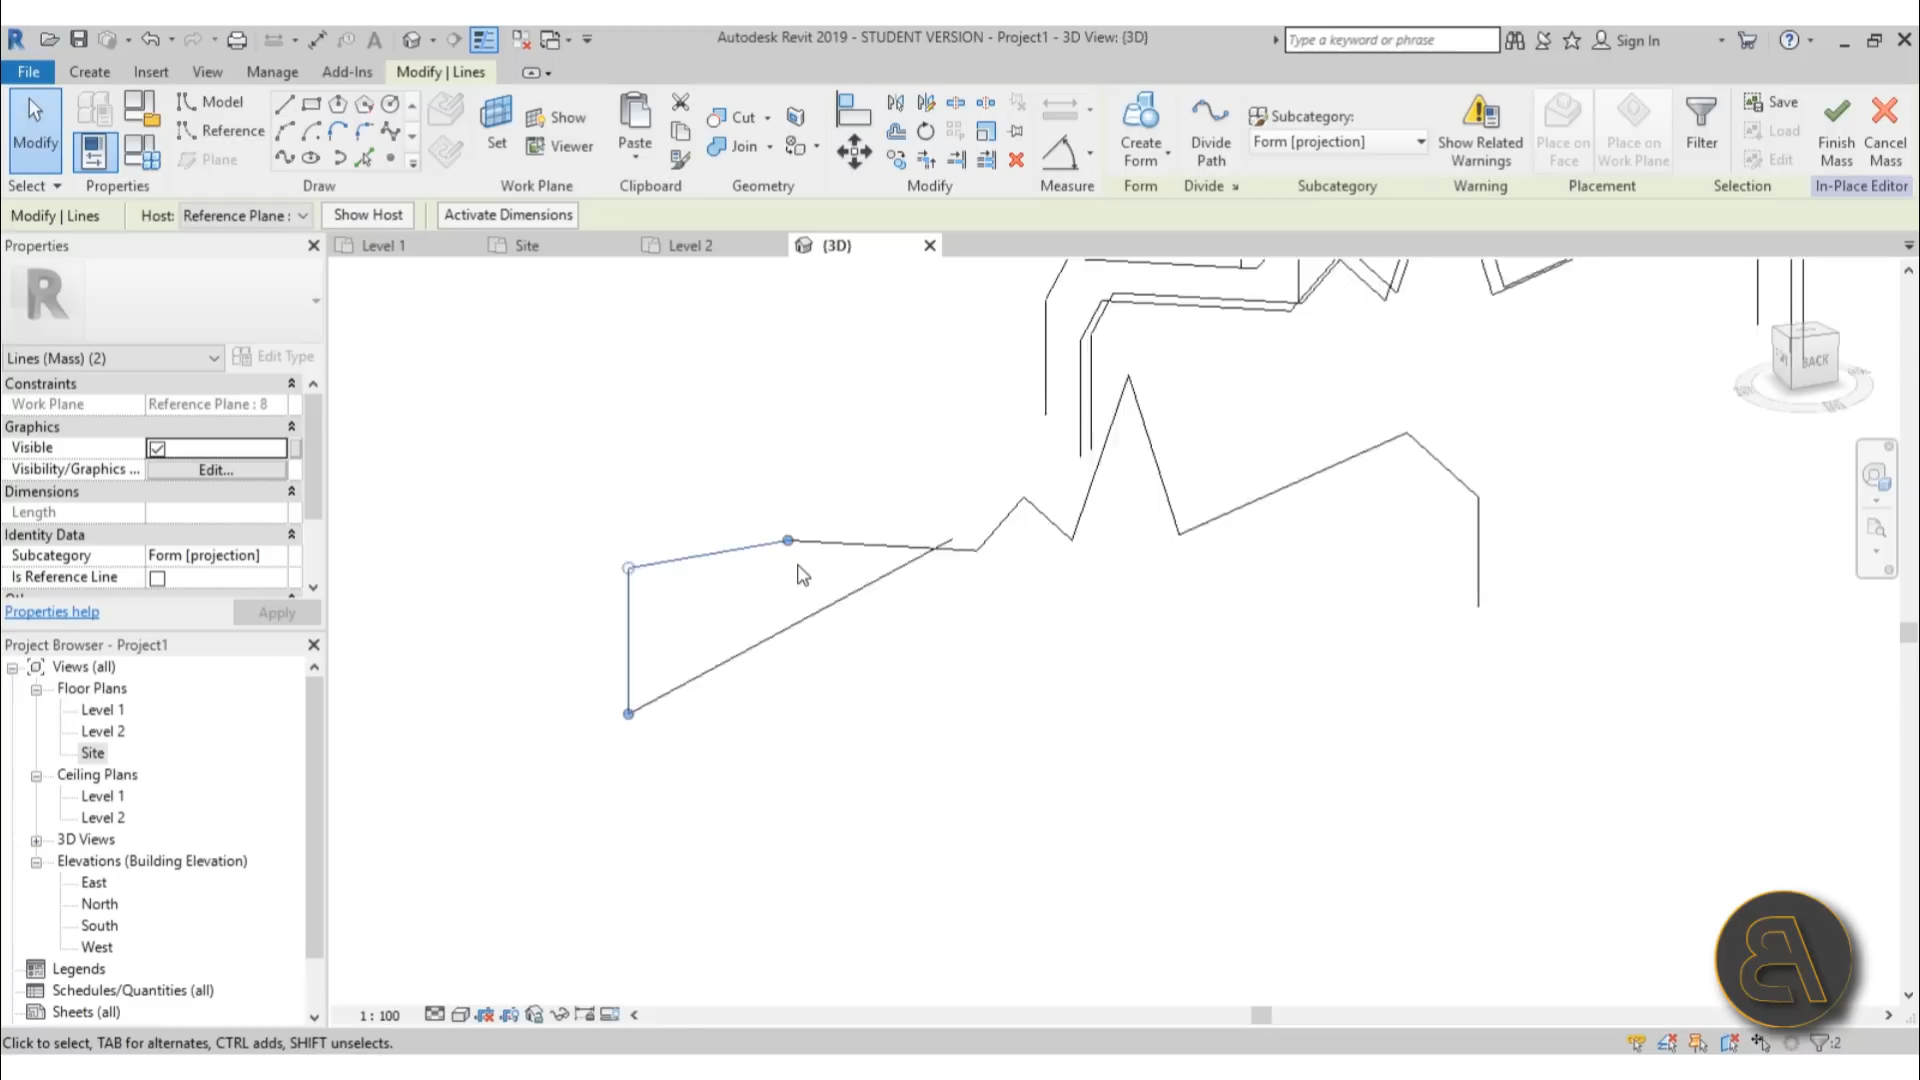 Autodesk Revit 2019 - STUDENT VERSION - Project1 - 3D View: {3D}
Type a keyword or phrase
Sign In
File Create Insert View Manage Add-Ins Modify | Lines
Modify
Model
Reference
Plane
Set
Show
Viewer
Paste
Cut
Join
Create Form
Divide Path
Subcategory:
Form [projection]
Show Related Warnings
Place on Face
Place on Work Plane
Filter
Save
Load
Edit
Finish Mass
Cancel Mass
Select Properties Draw Work Plane Clipboard Geometry Modify Measure Form Divide Subcategory Warning Placement Selection In-Place Editor
Modify | Lines Host: Reference Plane : Show Host Activate Dimensions
Properties
Level 1 Site Level 2 {3D}
Lines (Mass) (2) Edit Type
Constraints
Work Plane Reference Plane : 8
Graphics
Visible
Visibility/Graphics ... Edit...
Dimensions
Length
Identity Data
Subcategory Form [projection]
Is Reference Line
Properties help Apply
BACK
Project Browser - Project1
Views (all)
Floor Plans
Level 1
Level 2
Site
Ceiling Plans
Level 1
Level 2
3D Views
Elevations (Building Elevation)
East
North
South
West
Legends
Schedules/Quantities (all)
Sheets (all)
1 : 100
Click to select, TAB for alternates, CTRL adds, SHIFT unselects.
:2